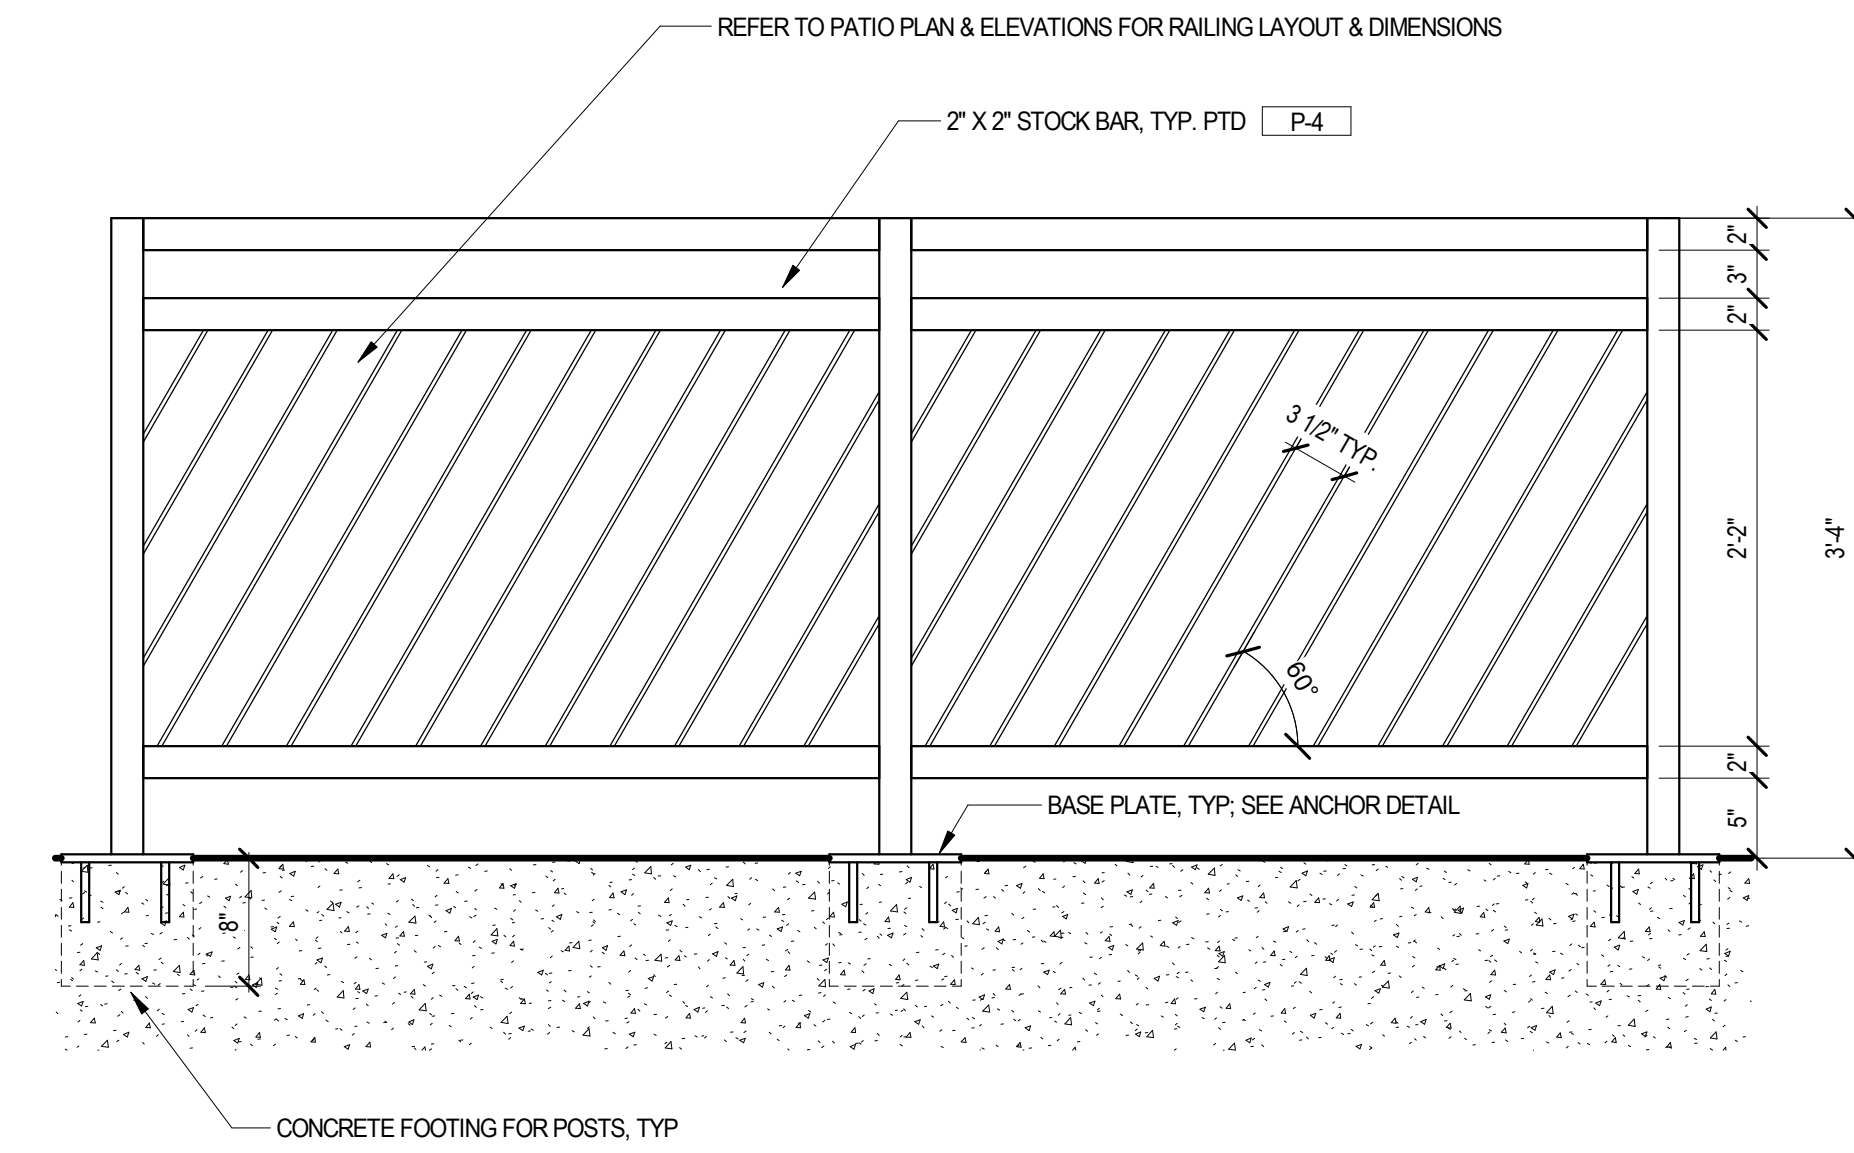 REFER TO PATIO PLAN & ELEVATIONS FOR RAILING LAYOUT & DIMENSIONS
2" X 2" STOCK BAR, TYP. PTD P-4
2"
3"
2"
3 1/2" TYP.
2'-2"
3'-4"
60°
2"
BASE PLATE, TYP; SEE ANCHOR DETAIL
5"
8"
CONCRETE FOOTING FOR POSTS, TYP